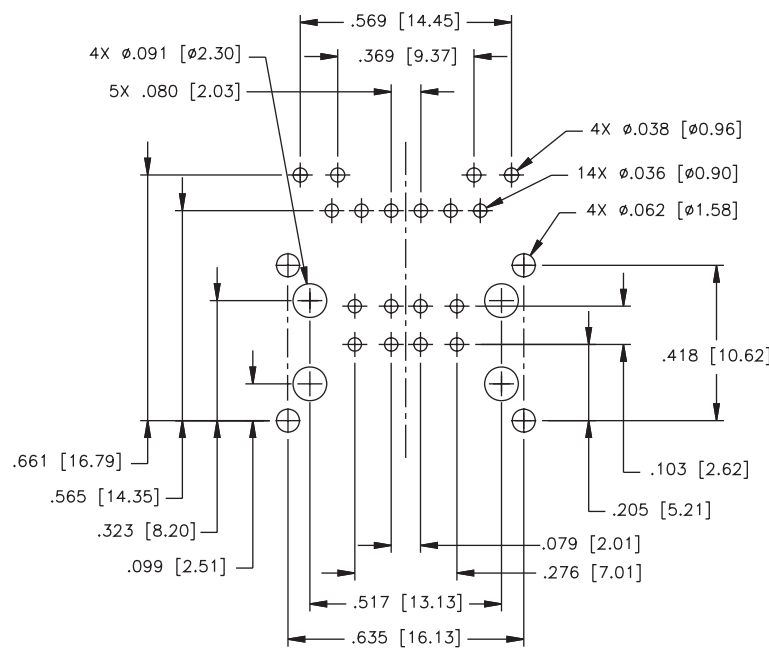 .569 [14.45]
4X ø.091 [ø2.30]
.369 [9.37]
5X .080 [2.03]
4X ø.038 [ø0.96]
14X ø.036 [ø0.90]
4X ø.062 [ø1.58]
.418 [10.62]
.661 [16.79]
.103 [2.62]
.565 [14.35]
.205 [5.21]
.323 [8.20]
.079 [2.01]
.099 [2.51]
.276 [7.01]
.517 [13.13]
.635 [16.13]